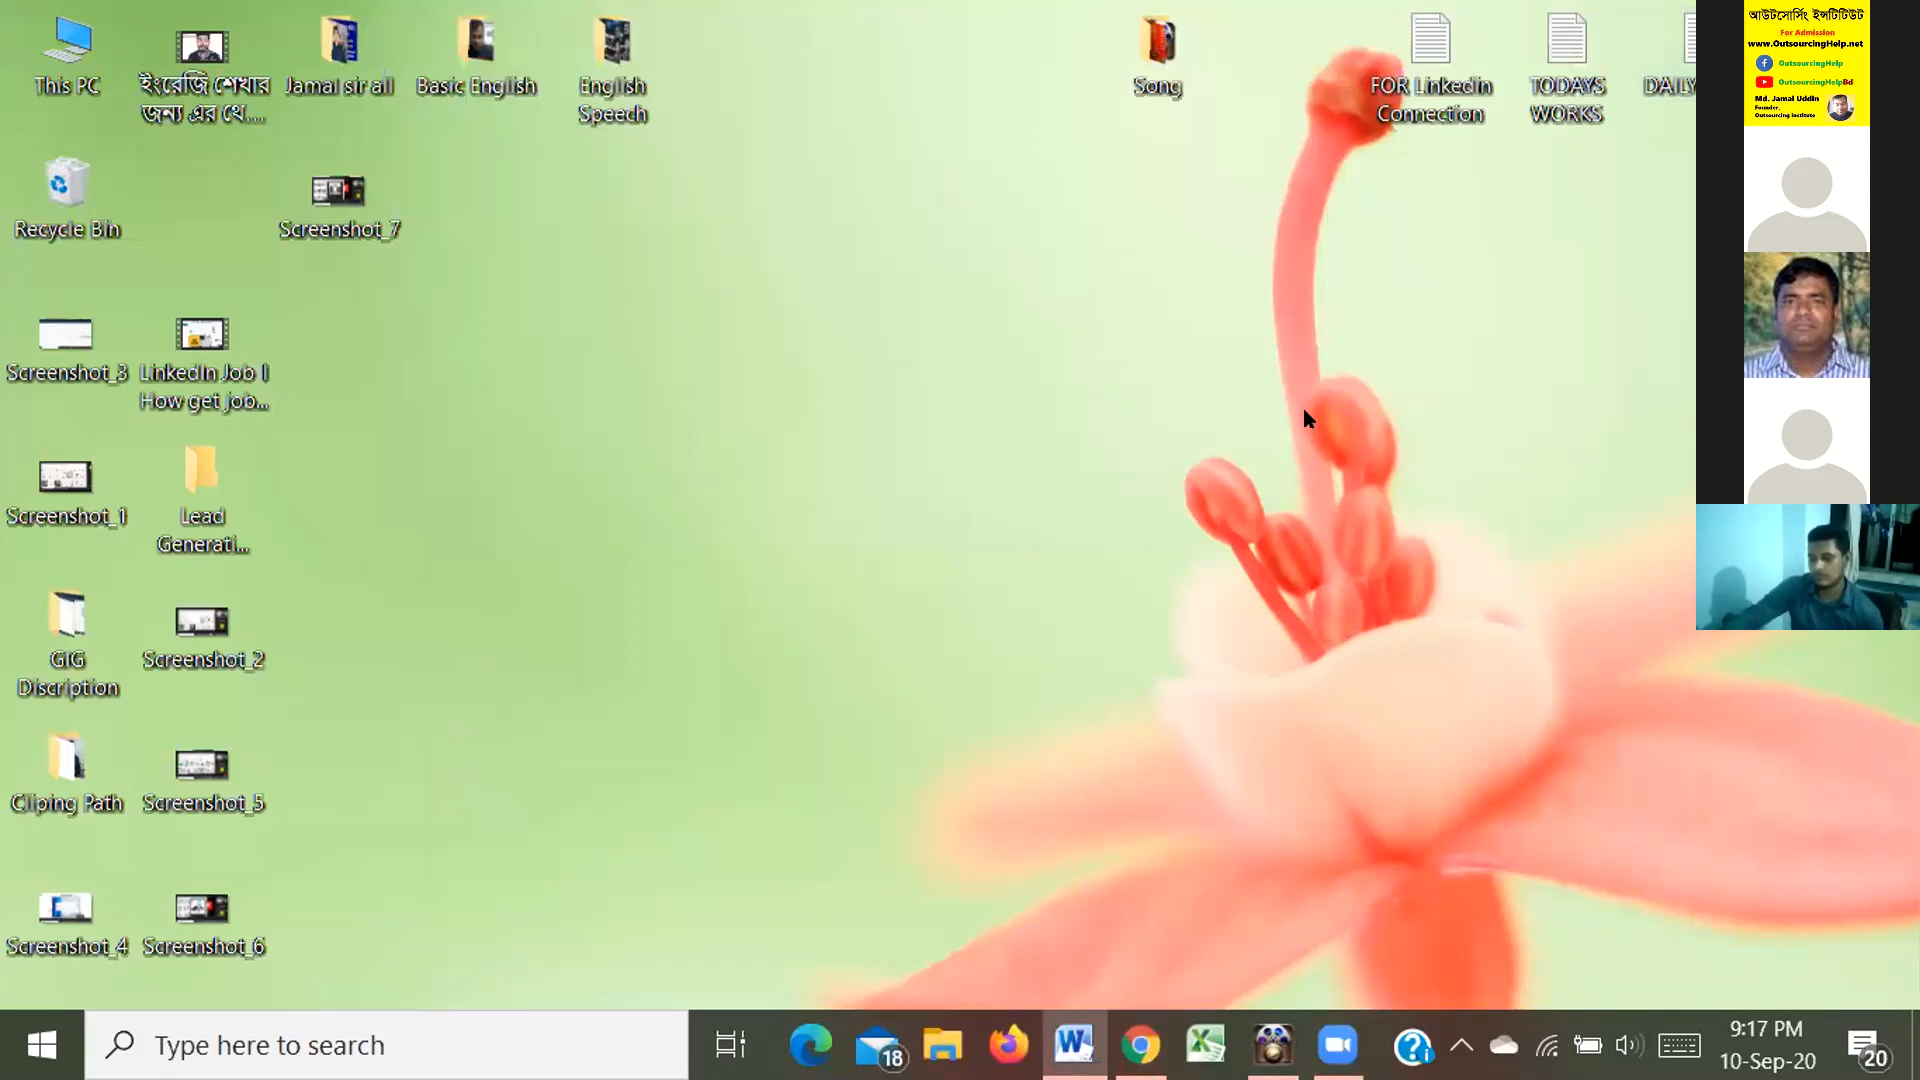 This PC
ইংরেজি শেখার
জন্য এর থে....
Jamal sir all
Basic English
English
Speech
Song
FOR Linkedin
Connection
TODAYS
WORKS
DAILY
Recycle Bin
Screenshot_7
Screenshot_3
LinkedIn Job I
How get job...
Screenshot_1
Lead
Generati...
GIG
Discription
Screenshot_2
Cliping Path
Screenshot_5
Screenshot_4
Screenshot_6
আউটসোর্সিং ইন্সটিটিউট
For Admission
www.OutsourcingHelp.net
OutsourcingHelp
OutsourcingHelpBd
Md. Jamal Uddin
Founder,
Outsourcing Institute
Type here to search
18
9:17 PM
10-Sep-20
20